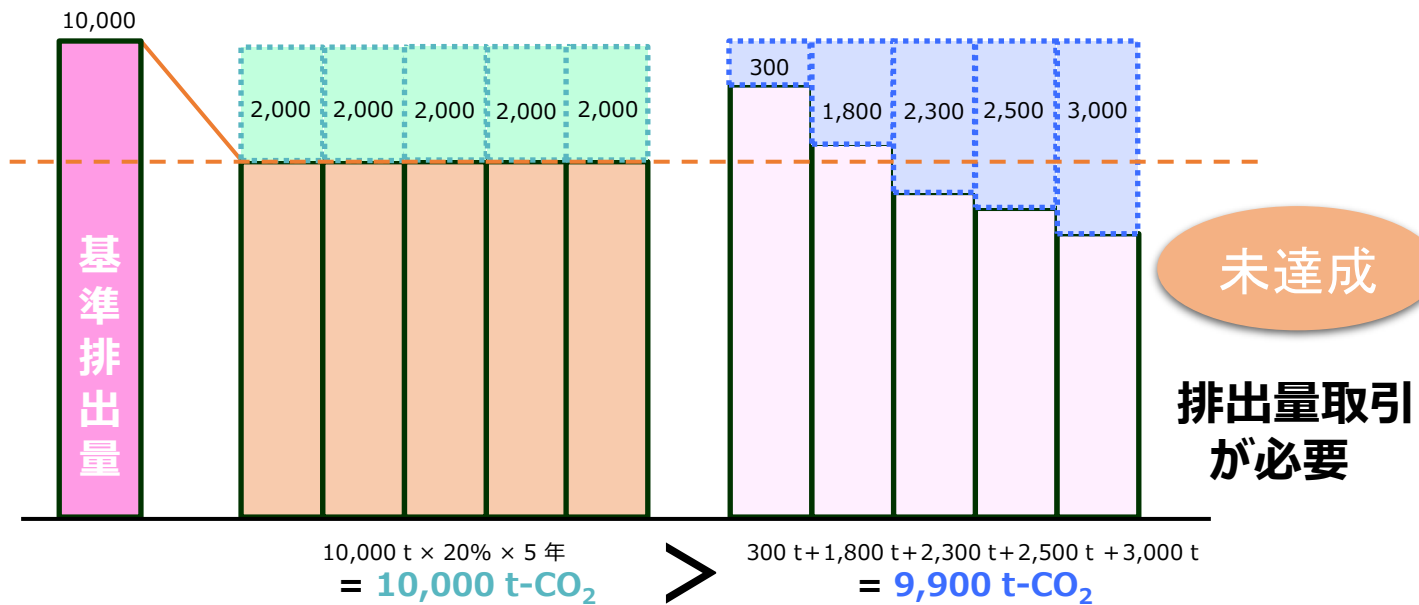 10,000
基準排出量
2,000 2,000 2,000 2,000 2,000
300
1,800 2,300 2,500 3,000
未達成
排出量取引
が必要
10,000 t × 20% × 5 年
= 10,000 t-CO₂
>
300 t+1,800 t+2,300 t+2,500 t +3,000 t
= 9,900 t-CO₂